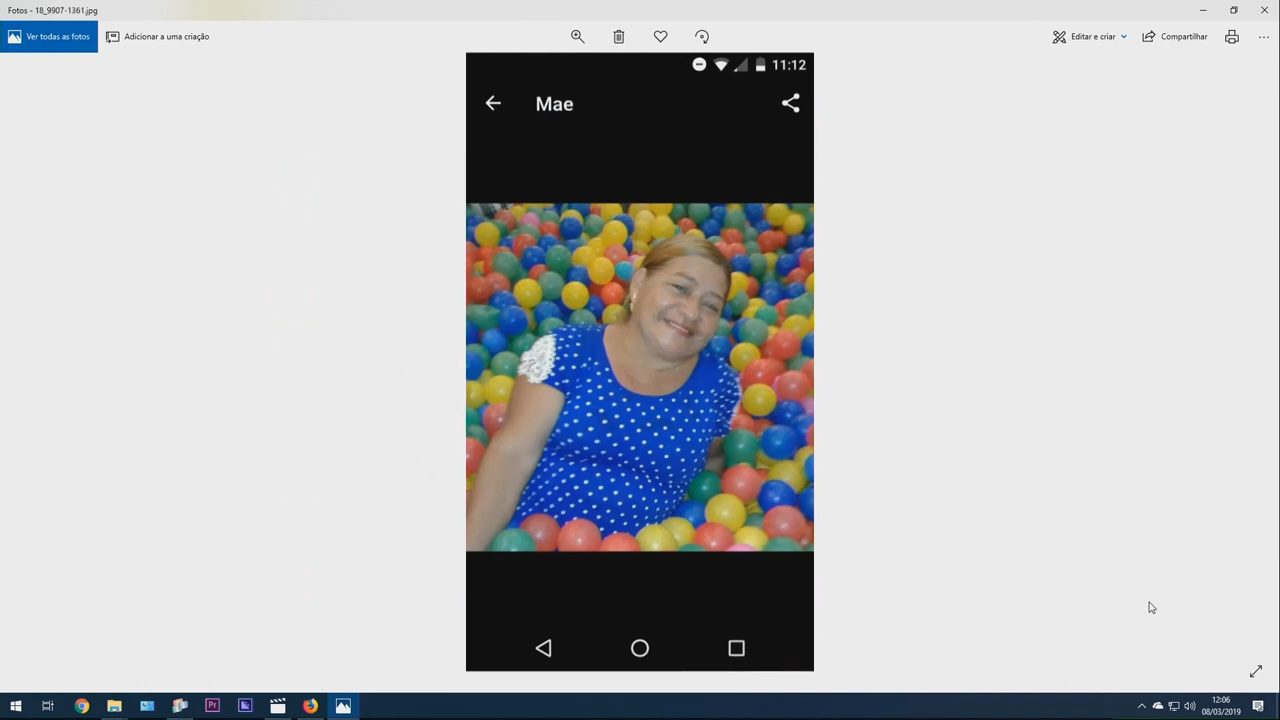 Fotos - 18_9907-1361.jpg
Ver todas as fotos
Adicionar a uma criação
Editar e criar
Compartilhar
11:12
Mae
Pr
12:06
08/03/2019